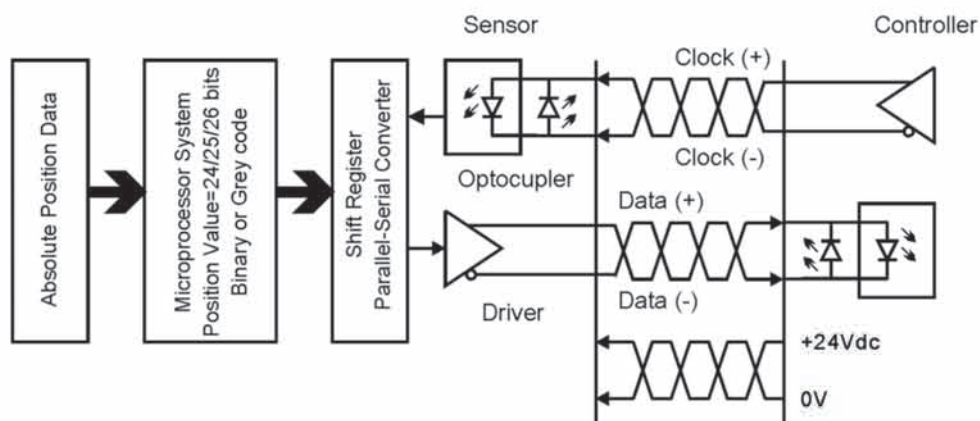 Sensor
Controller
Absolute Position Data
Microprocessor System
Position Value=24/25/26 bits
Binary or Grey code
Shift Register
Parallel-Serial Converter
Clock (+)
Clock (-)
Optocupler
Data (+)
Data (-)
Driver
+24Vdc
0V